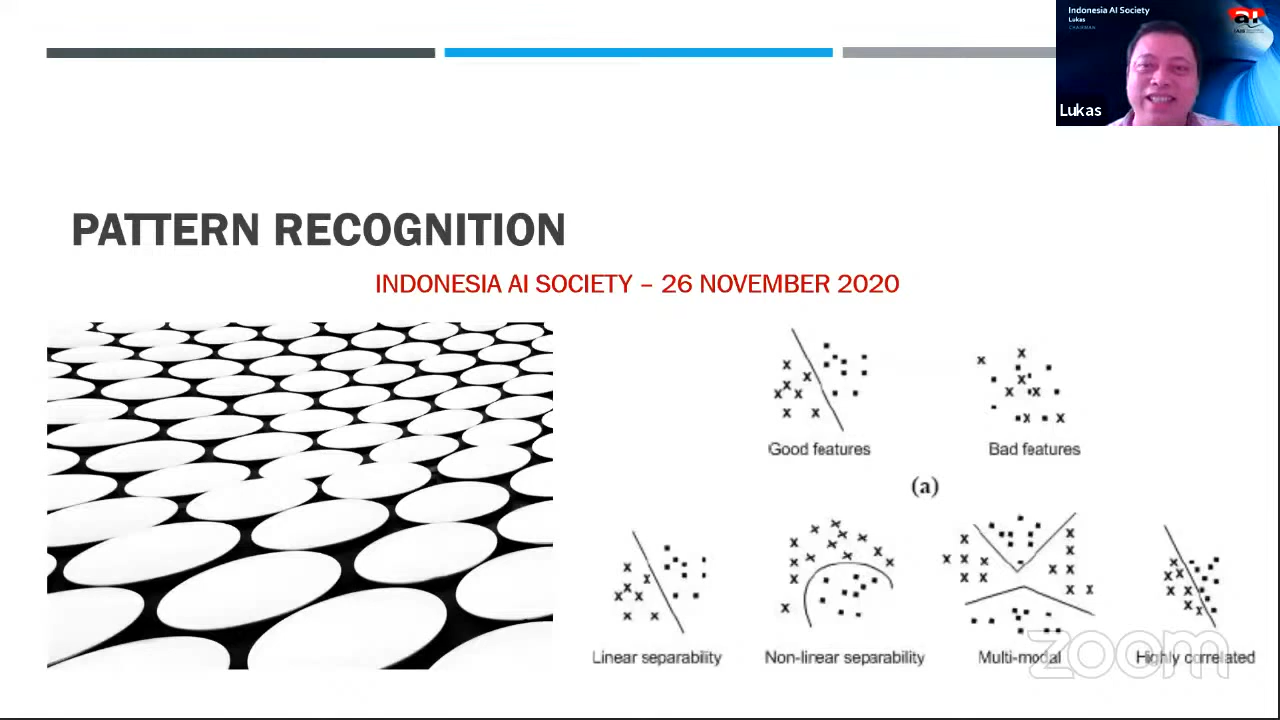 Indonesia AI Society
Lukas
CHAIRMAN
ai
Lukas
PATTERN RECOGNITION
INDONESIA AI SOCIETY – 26 NOVEMBER 2020
Good features
Bad features
(a)
Linear separability
Non-linear separability
Multi-modal
Highly correlated
zoom